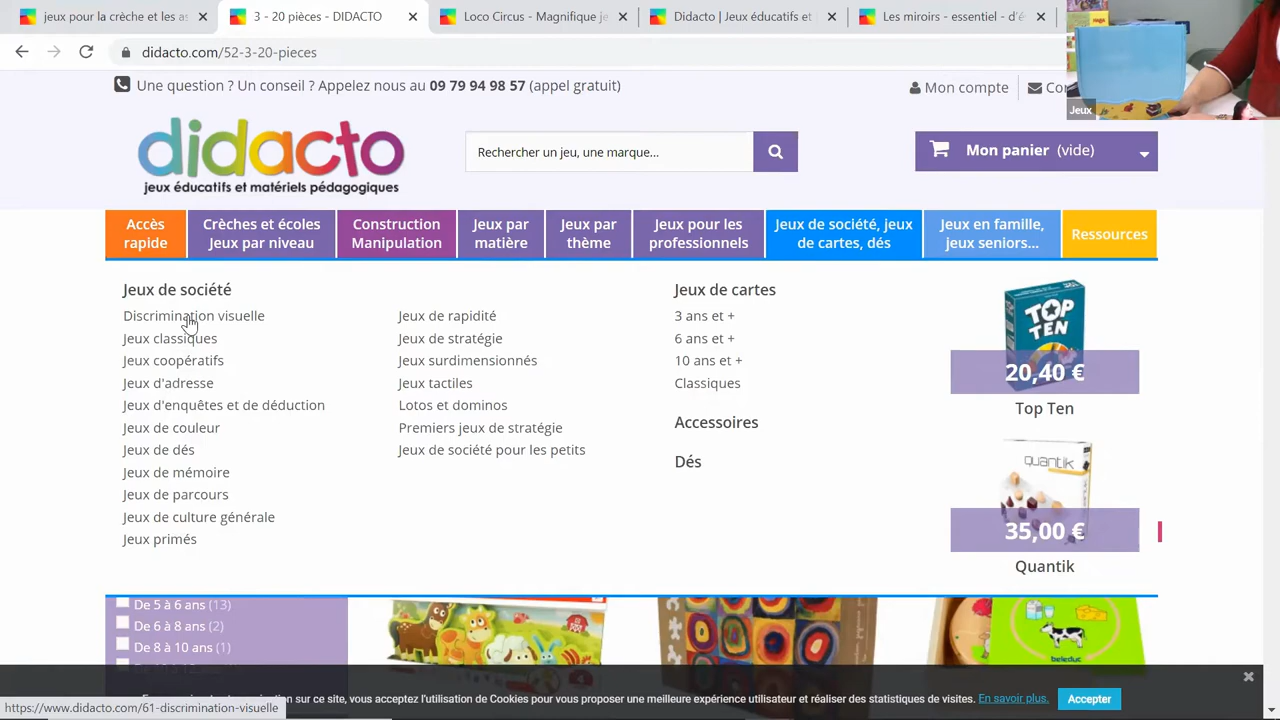 jeux pour la crèche et les as
3 - 20 pièces - DIDACTO
Loco Circus - Magnifique je
Didacto | Jeux éducatifs et
Les miroirs - essentiel - d'é
didacto.com/52-3-20-pieces
Une question ? Un conseil ? Appelez nous au 09 79 94 98 57 (appel gratuit)
Mon compte
Jeux
didacto
jeux éducatifs et matériels pédagogiques
Rechercher un jeu, une marque...
Mon panier (vide)
Accès rapide
Crèches et écoles Jeux par niveau
Construction Manipulation
Jeux par matière
Jeux par thème
Jeux pour les professionnels
Jeux de société, jeux de cartes, dés
Jeux en famille, jeux seniors...
Ressources
Jeux de société
Discrimination visuelle
Jeux classiques
Jeux coopératifs
Jeux d'adresse
Jeux d'enquêtes et de déduction
Jeux de couleur
Jeux de dés
Jeux de mémoire
Jeux de parcours
Jeux de culture générale
Jeux primés
Jeux de rapidité
Jeux de stratégie
Jeux surdimensionnés
Jeux tactiles
Lotos et dominos
Premiers jeux de stratégie
Jeux de société pour les petits
Jeux de cartes
3 ans et +
6 ans et +
10 ans et +
Classiques
Accessoires
Dés
TOP TEN
20,40 €
Top Ten
QUANTIK
35,00 €
Quantik
De 5 à 6 ans (13)
De 6 à 8 ans (2)
De 8 à 10 ans (1)
beleduc
sur ce site, vous acceptez l'utilisation de Cookies pour vous proposer une meilleure expérience utilisateur et réaliser des statistiques de visites. En savoir plus.
Accepter
https://www.didacto.com/61-discrimination-visuelle